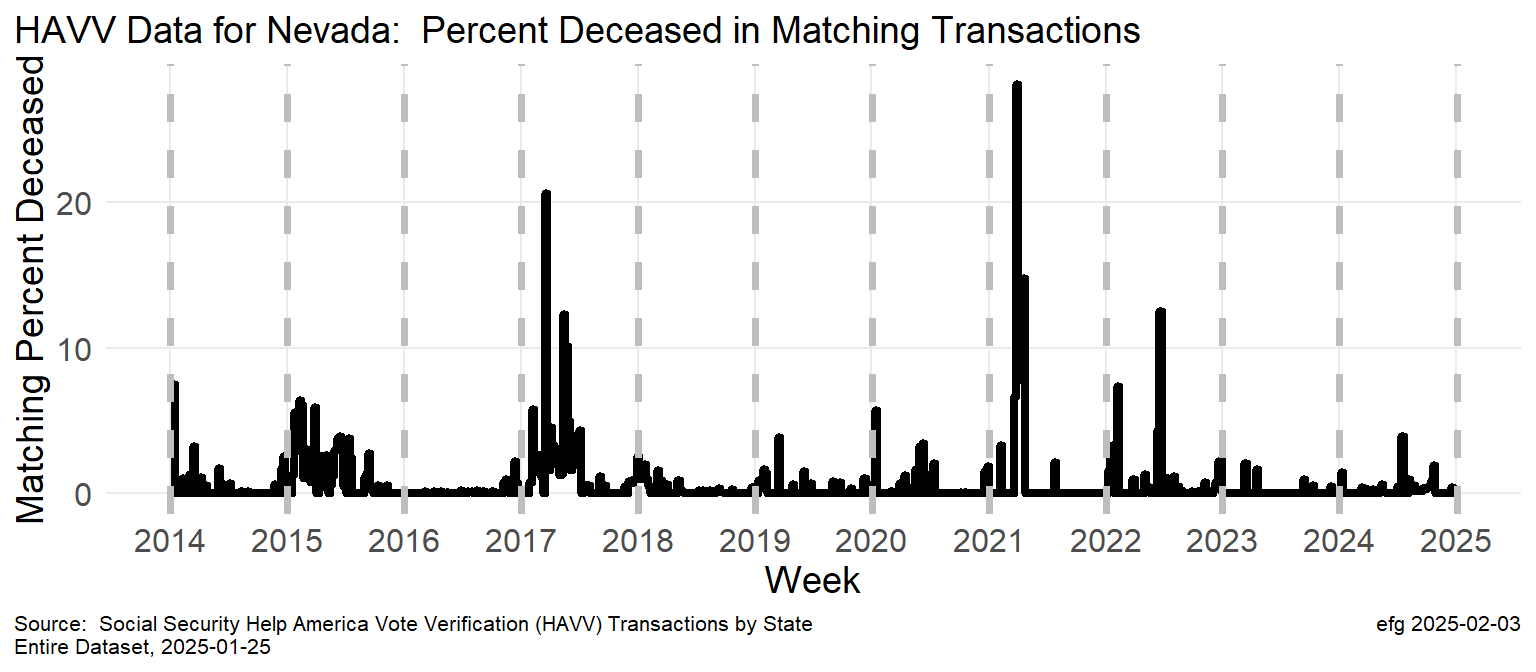 HAVV Data for Nevada:  Percent Deceased in Matching Transactions
Matching Percent Deceased
20
10
0
2014 2015 2016 2017 2018 2019 2020 2021 2022 2023 2024 2025
Week
Source:  Social Security Help America Vote Verification (HAVV) Transactions by State
Entire Dataset, 2025-01-25
efg 2025-02-03